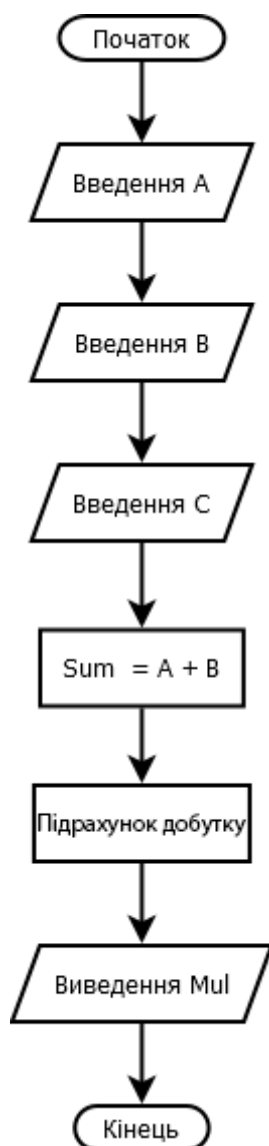 Початок
Введення A
Введення B
Введення C
Sum = A + B
Підрахунок добутку
Виведення Mul
Кінець